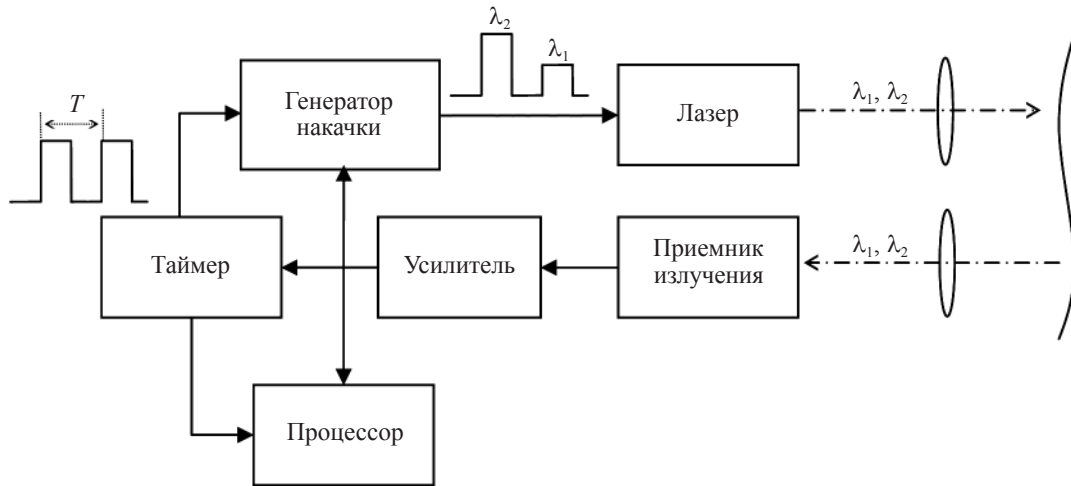 λ₂
λ₁
T
Генератор
накачки
Лазер
λ₁, λ₂
Таймер
Усилитель
Приемник
излучения
λ₁, λ₂
Процессор